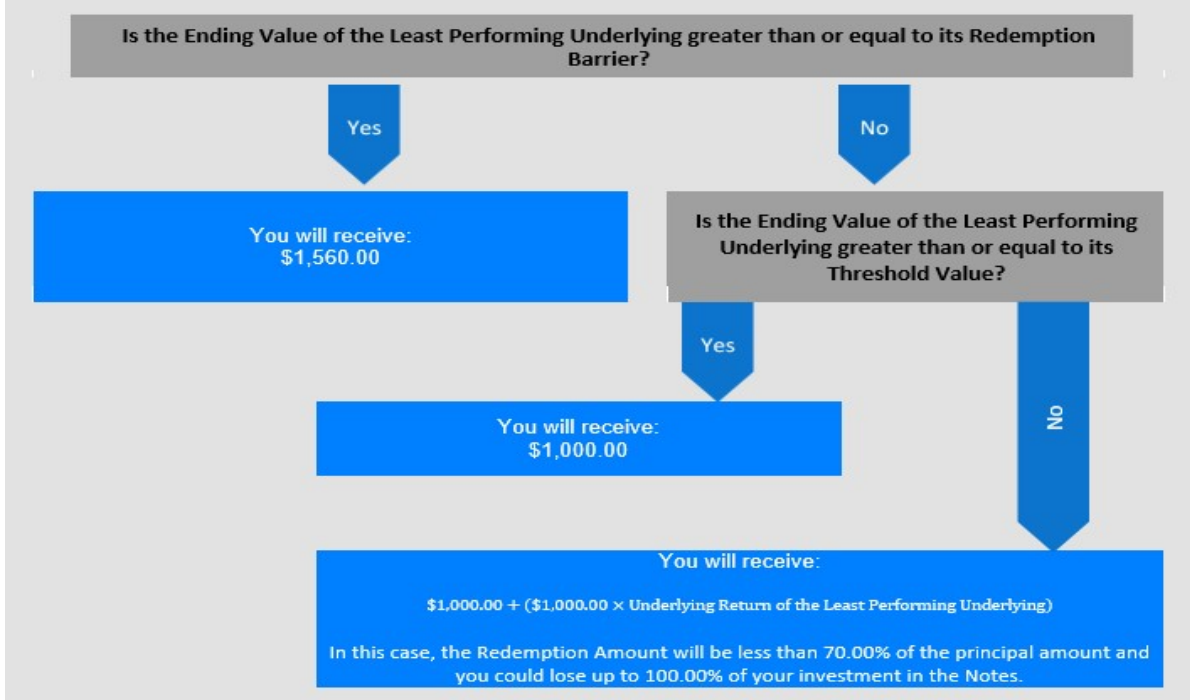 Is the Ending Value of the Least Performing Underlying greater than or equal to its Redemption
Barrier?
Yes
No
You will receive:
$1,560.00
Is the Ending Value of the Least Performing
Underlying greater than or equal to its
Threshold Value?
Yes
No
You will receive:
$1,000.00
You will receive:
$1,000.00 + ($1,000.00 × Underlying Return of the Least Performing Underlying)
In this case, the Redemption Amount will be less than 70.00% of the principal amount and
you could lose up to 100.00% of your investment in the Notes.